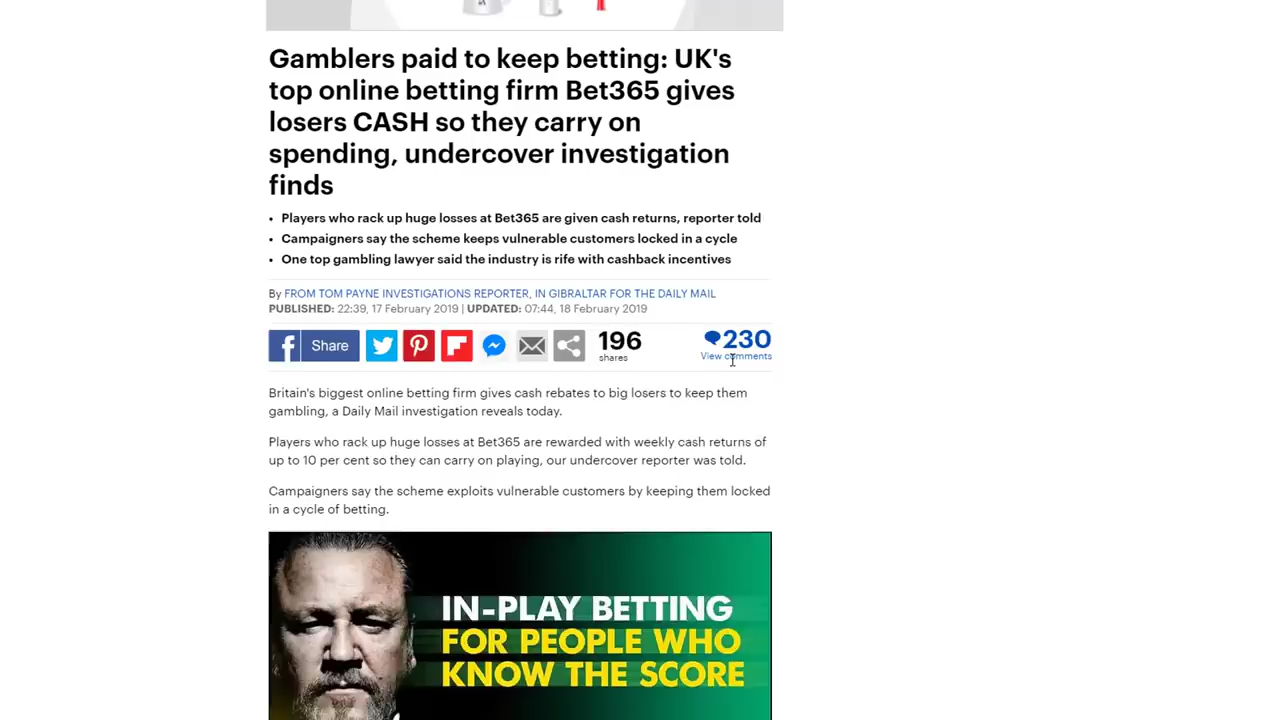 Gamblers paid to keep betting: UK's
top online betting firm Bet365 gives
losers CASH so they carry on
spending, undercover investigation
finds
• Players who rack up huge losses at Bet365 are given cash returns, reporter told
• Campaigners say the scheme keeps vulnerable customers locked in a cycle
• One top gambling lawyer said the industry is rife with cashback incentives
By FROM TOM PAYNE INVESTIGATIONS REPORTER, IN GIBRALTAR FOR THE DAILY MAIL
PUBLISHED: 22:39, 17 February 2019 | UPDATED: 07:44, 18 February 2019
Share
196
shares
230
View comments
Britain's biggest online betting firm gives cash rebates to big losers to keep them
gambling, a Daily Mail investigation reveals today.
Players who rack up huge losses at Bet365 are rewarded with weekly cash returns of
up to 10 per cent so they can carry on playing, our undercover reporter was told.
Campaigners say the scheme exploits vulnerable customers by keeping them locked
in a cycle of betting.
IN-PLAY BETTING
FOR PEOPLE WHO
KNOW THE SCORE